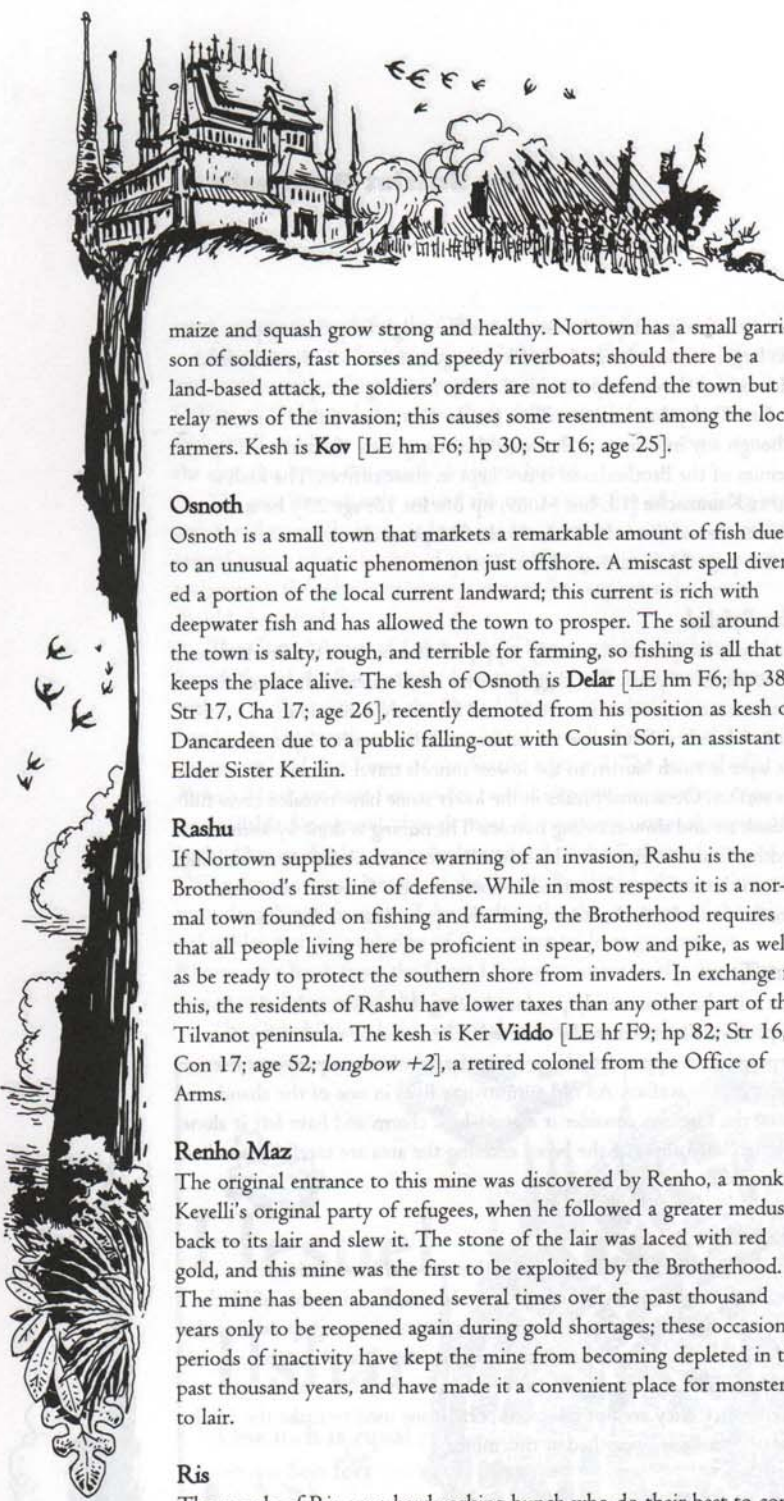 maize and squash grow strong and healthy. Nortown has a small garri-
son of soldiers, fast horses and speedy riverboats; should there be a
land-based attack, the soldiers' orders are not to defend the town but
relay news of the invasion; this causes some resentment among the
farmers. Kesh is Kov [LE hm F6; hp 30; Str 16; age 25].
Osnoth
Osnoth is a small town that markets a remarkable amount of fish due
to an unusual aquatic phenomenon just offshore. A miscast spell
ed a portion of the local current landward; this current is rich with
deepwater fish and has allowed the town to prosper. The soil around
the town is salty, rough, and terrible for farming, so fishing is all that
keeps the place alive. The kesh of Osnoth is Delar [LE hm F6; hp 38
Str 17, Cha 17; age 26], recently demoted from his position as kesh
Dancardeen due to a public falling-out with Cousin Sori, an assistant
Elder Sister Kerilin.
Rashu
If Nortown supplies advance warning of an invasion, Rashu is the
Brotherhood's first line of defense. While in most respects it is a nor-
mal town founded on fishing and farming, the Brotherhood requires
that all people living here be proficient in spear, bow and pike, as
as be ready to protect the southern shore from invaders. In exchange
this, the residents of Rashu have lower taxes than any other part of
Tilvanot peninsula. The kesh is Ker Viddo [LE hf F9; hp 82; Str 16,
Con 17; age 52; longbow +2], a retired colonel from the Office of
Arms.
Renho Maz
The original entrance to this mine was discovered by Renho, a monk
Kevelli's original party of refugees, when he followed a greater
back to its lair and slew it. The stone of the lair was laced with red
gold, and this mine was the first to be exploited by the Brotherhood.
The mine has been abandoned several times over the past thousand
years only to be reopened again during gold shortages; these
periods of inactivity have kept the mine from becoming depleted in
past thousand years, and have made it a convenient place for
to lair.
Ris